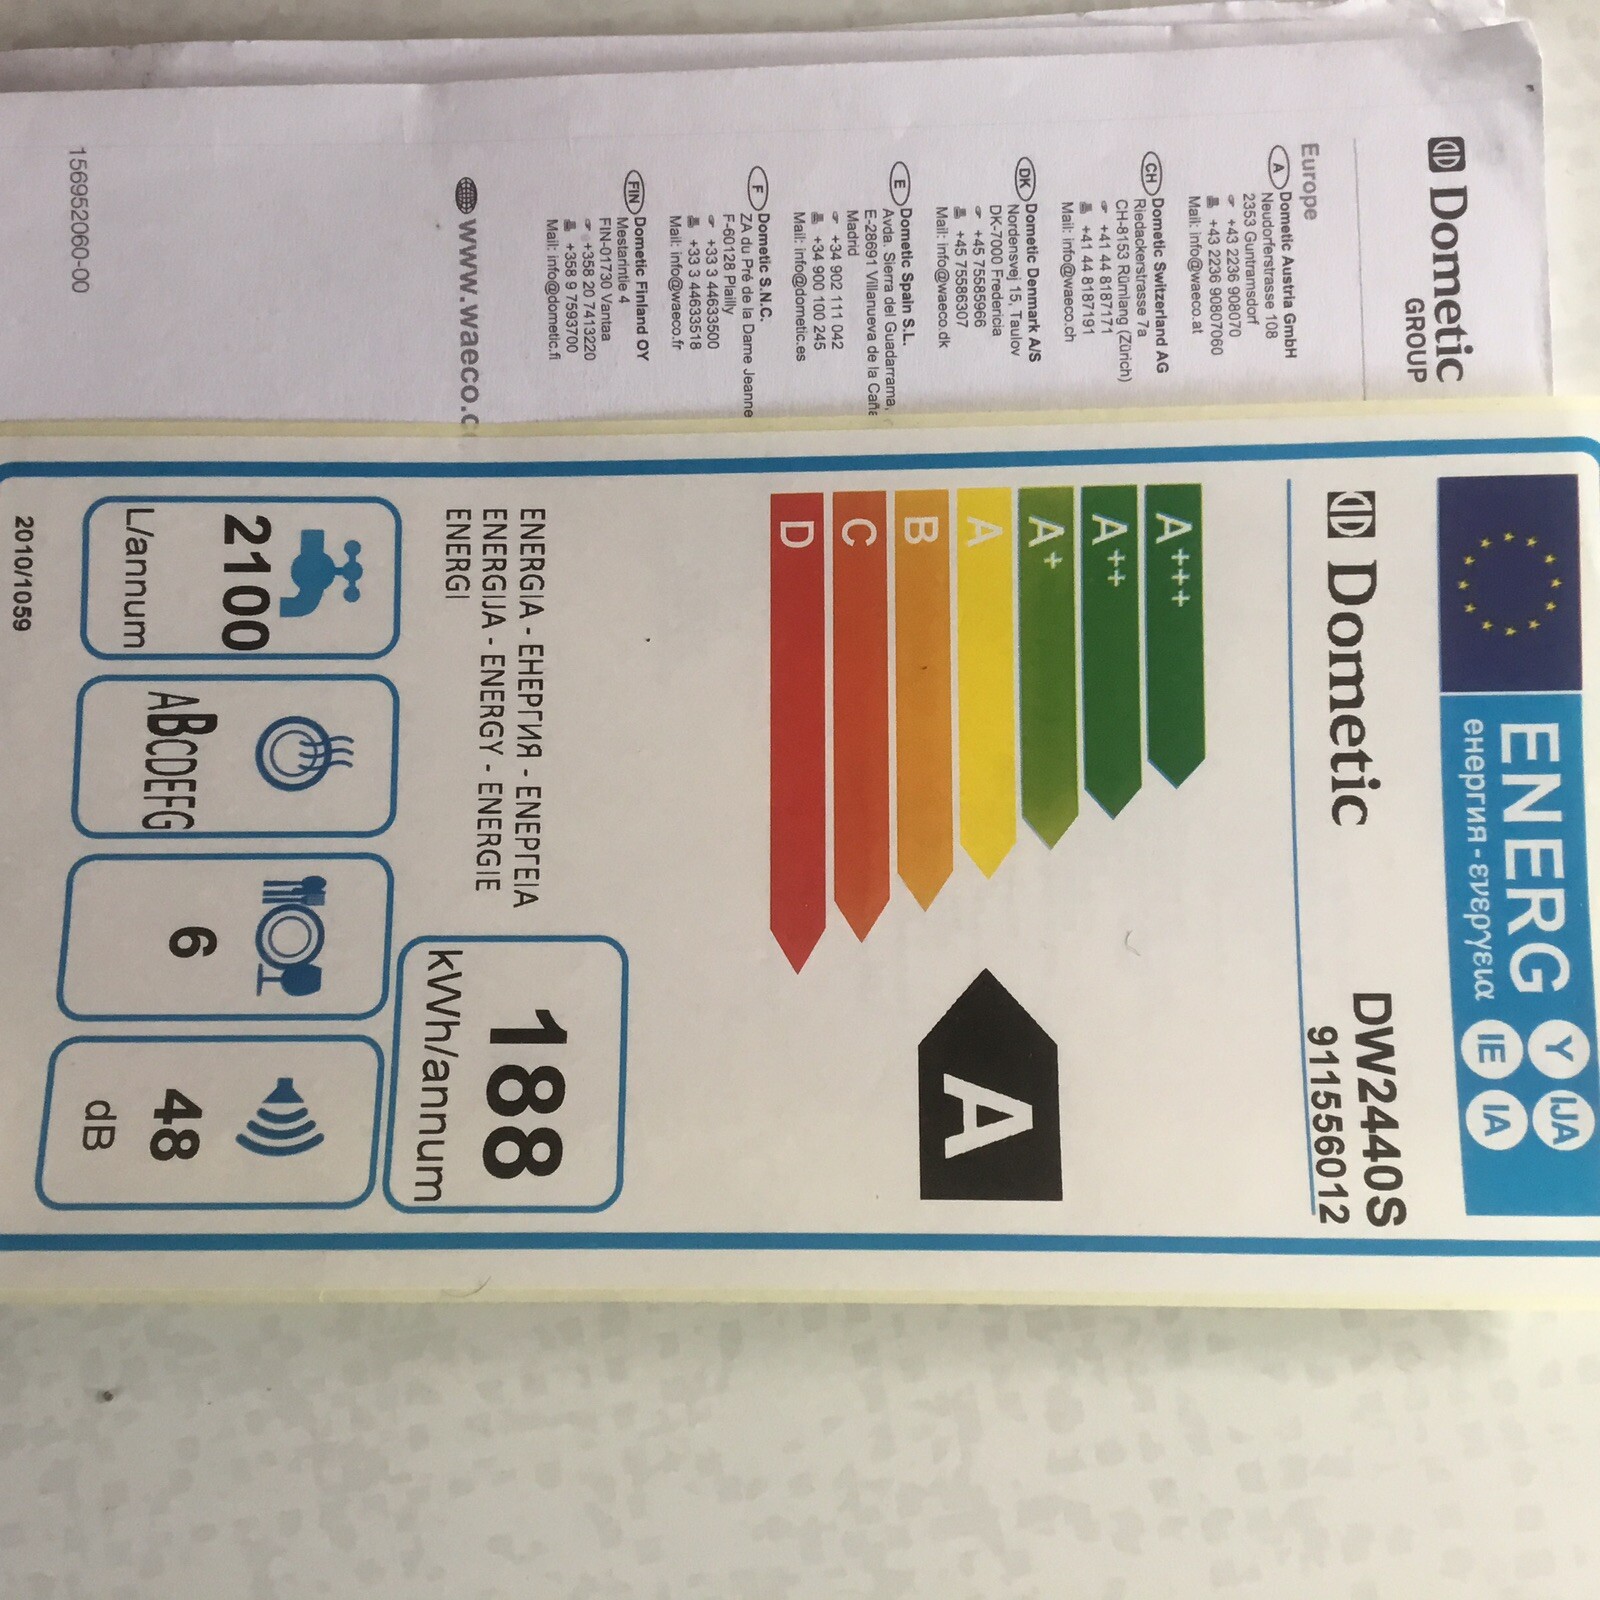 Dometic
GROUP
Europe
A Dometic Austria GmbH
Neudorferstrasse 108
2353 Guntramsdorf
+43 2236 908070
+43 2236 90807060
Mail: info@waeco.at
CH Dometic Switzerland AG
Riedackerstrasse 7a
CH-8153 Rümlang (Zürich)
+41 44 8187171
+41 44 8187191
Mail: info@waeco.ch
DK Dometic Denmark A/S
Nordensvej 15, Taulov
DK-7000 Fredericia
+45 75585966
+45 75586307
Mail: info@waeco.dk
E Dometic Spain S.L.
Avda. Sierra del Guadarrama,
E-28691 Villanueva de la Caña
Madrid
+34 902 111 042
+34 900 100 245
Mail: info@dometic.es
F Dometic S.N.C.
ZA du Pré de la Dame Jeanne
F-60128 Plailly
+33 3 44633500
+33 3 44633518
Mail: info@waeco.fr
FIN Dometic Finland OY
Mestarintie 4
FIN-01730 Vantaa
+358 20 7413220
+358 9 7593700
Mail: info@dometic.fi
www.waeco.c
156952060-00
ENERG Y IJA
енергия - ενεργεια IE IA
Dometic DW2440S
911556012
A+++
A++
A+
A
B
C
D
A
ENERGIA - ЕНЕРГИЯ - ΕΝΕΡΓΕΙΑ
ENERGIJA - ENERGY - ENERGIE
ENERGI
188
kWh/annum
2100
L/annum
ABCDEFG
6
48
dB
2010/1059